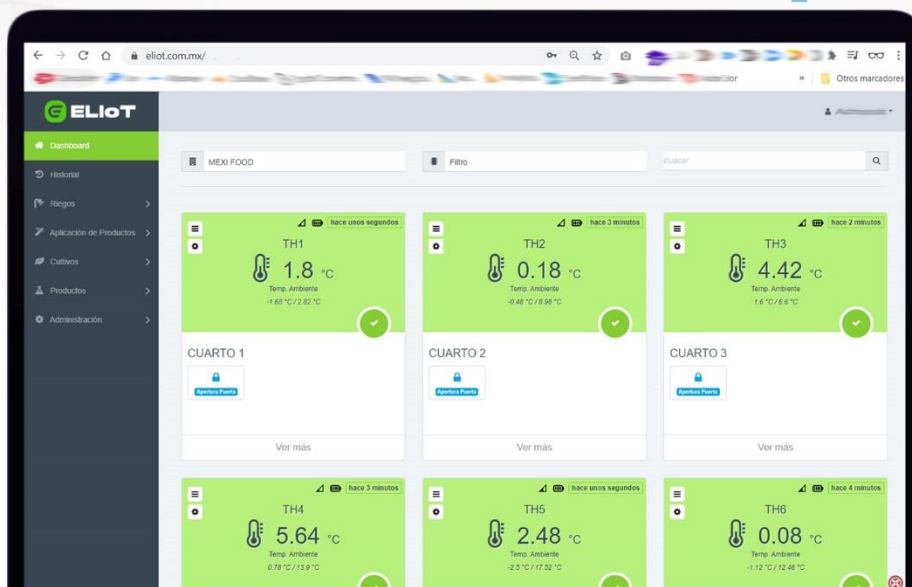 eliot.com.mx/
Otros marcadores
ELIoT
Dashboard
Historial
Riegos
Aplicación de Productos
Cultivos
Productos
Administración
MEXI FOOD
Filtro
Buscar
hace unos segundos
TH1
1.8 °C
Temp. Ambiente
-1.68 °C / 2.82 °C
CUARTO 1
Apertura Puerta
Ver más
hace 3 minutos
TH2
0.18 °C
Temp. Ambiente
-0.48 °C / 8.98 °C
CUARTO 2
Apertura Puerta
Ver más
hace 2 minutos
TH3
4.42 °C
Temp. Ambiente
1.6 °C / 6.6 °C
CUARTO 3
Apertura Puerta
Ver más
hace 3 minutos
TH4
5.64 °C
Temp. Ambiente
0.78 °C / 13.9 °C
hace unos segundos
TH5
2.48 °C
Temp. Ambiente
-2.5 °C / 17.52 °C
hace 4 minutos
TH6
0.08 °C
Temp. Ambiente
-1.12 °C / 12.46 °C